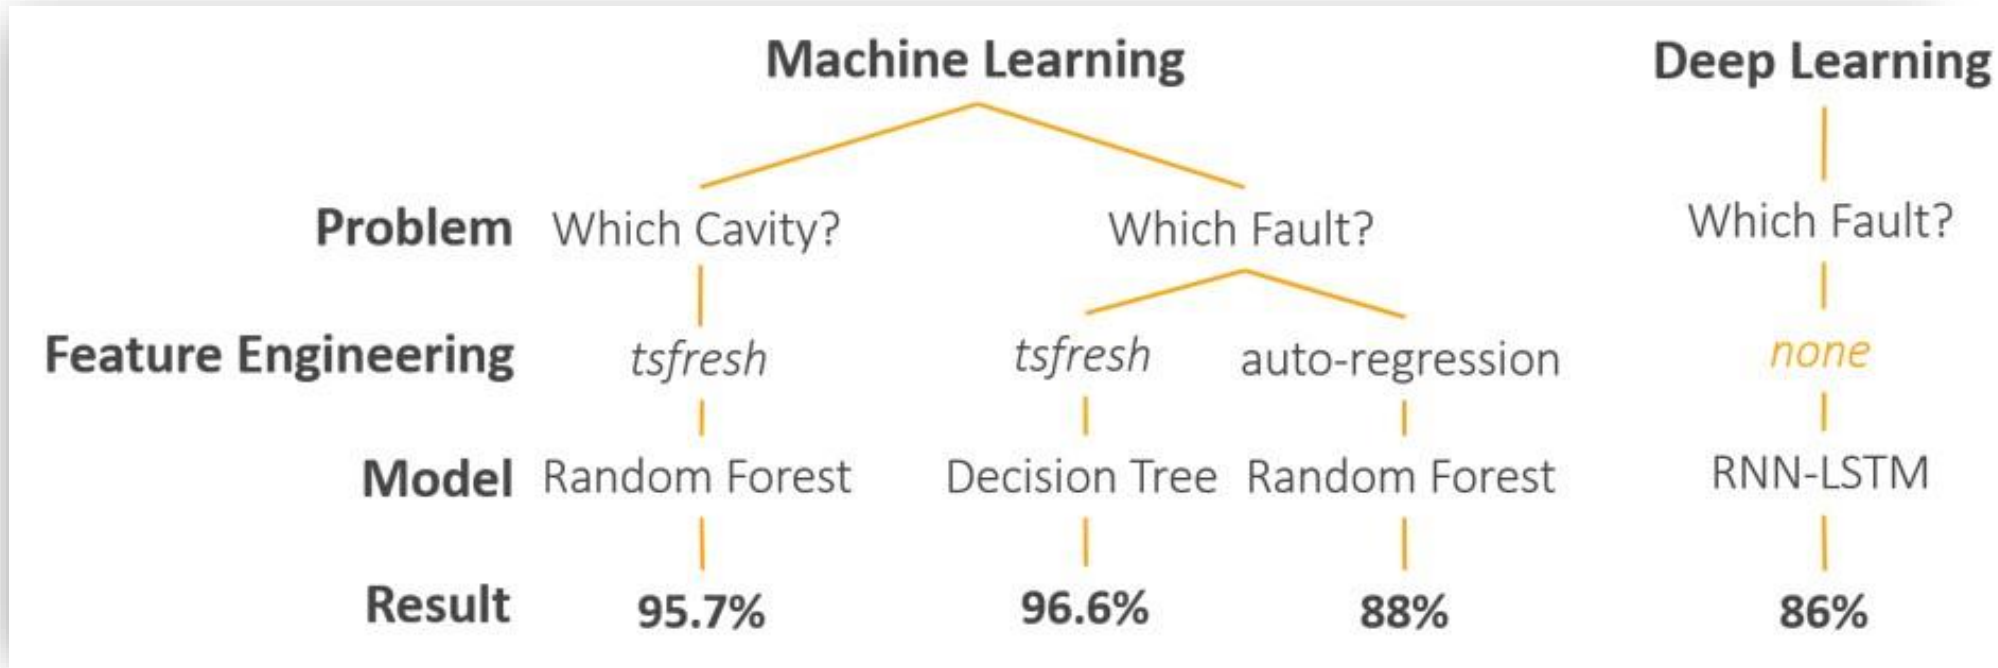 Machine Learning Deep Learning
Problem Which Cavity? Which Fault? Which Fault?
Feature Engineering tsfresh tsfresh auto-regression none
Model Random Forest Decision Tree Random Forest RNN-LSTM
Result 95.7% 96.6% 88% 86%